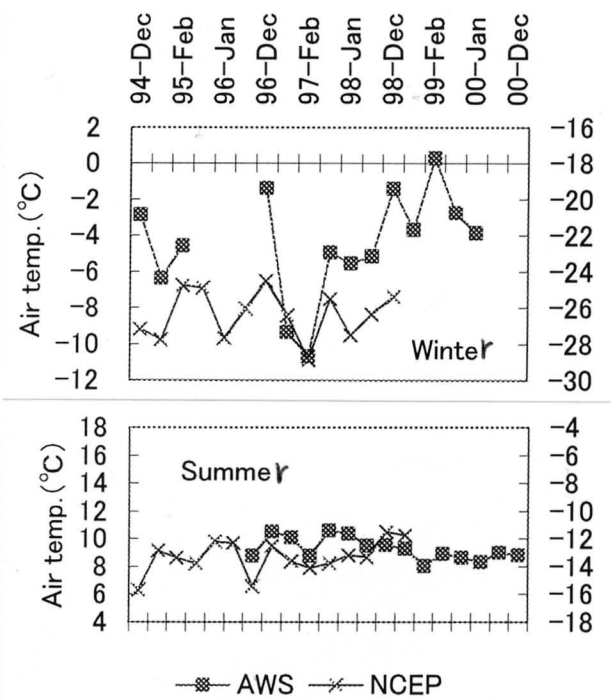 94-Dec
95-Feb
96-Jan
96-Dec
97-Feb
98-Jan
98-Dec
99-Feb
00-Jan
00-Dec
2
0
-2
-4
-6
-8
-10
-12
Air temp.(°C)
-16
-18
-20
-22
-24
-26
-28
-30
Winter
18
16
14
12
10
8
6
4
Air temp.(°C)
-4
-6
-8
-10
-12
-14
-16
-18
Summer
AWS NCEP